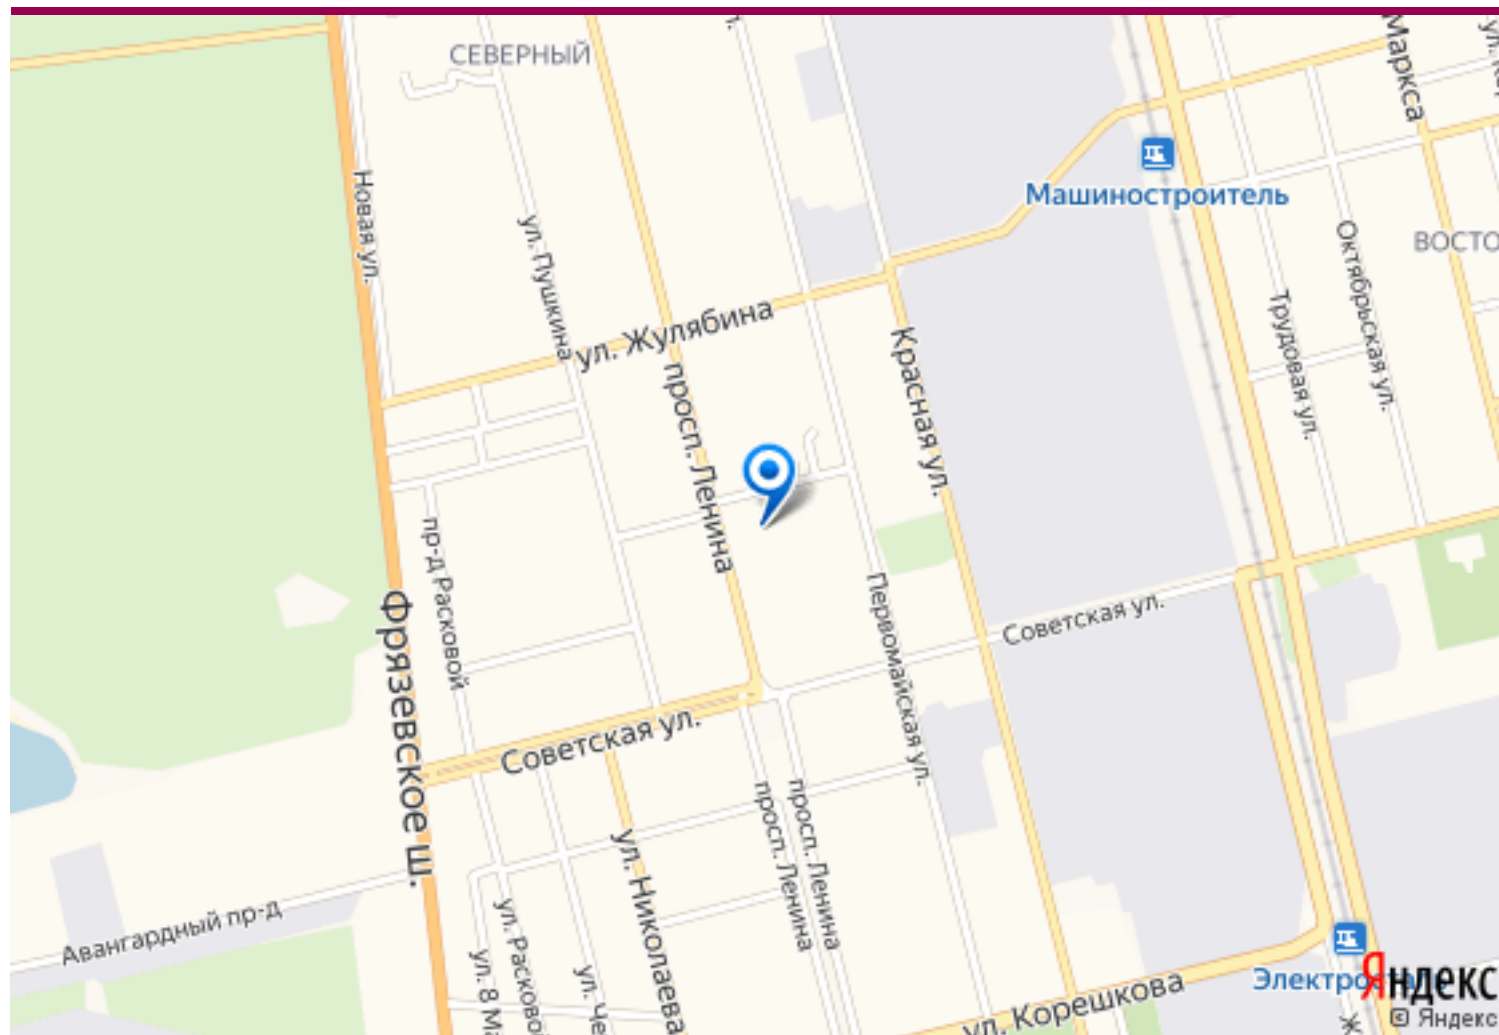 СЕВЕРНЫЙ
Маркса
Новая ул.
ул. Пушкина
Машиностроитель
Октябрьская ул.
ВОСТО
Трудовая ул.
ул. Жулябина
просп. Ленина
Красная ул.
пр-д Расковой
Фрязевское ш.
Первомайская ул.
Советская ул.
Советская ул.
просп. Ленина
просп. Ленина
ул. Николаева
Авангардный пр-д
ул. Расковой
ул. 8 Ма
ул. Че
ул. Корешкова
Электросталь
Яндекс
© Яндекс